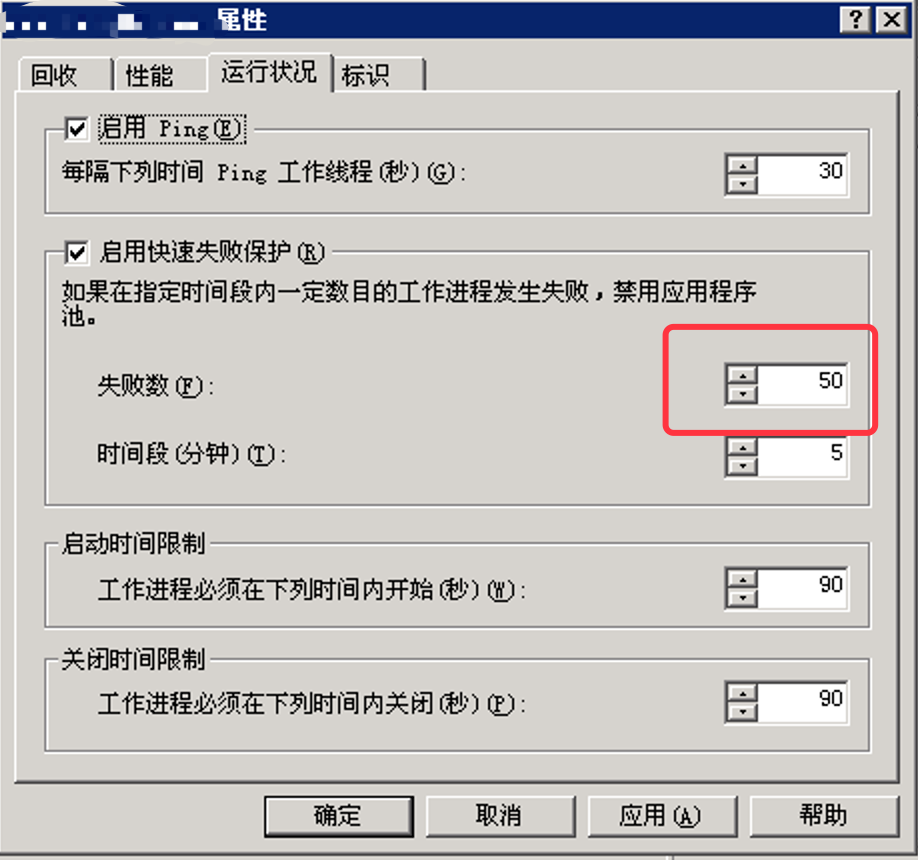 属性
回收
性能
运行状况
标识
启用 Ping(E)
每隔下列时间 Ping 工作线程(秒)(G):
30
启用快速失败保护(R)
如果在指定时间段内一定数目的工作进程发生失败，禁用应用程序
池。
失败数(F):
50
时间段(分钟)(T):
5
启动时间限制
工作进程必须在下列时间内开始(秒)(W):
90
关闭时间限制
工作进程必须在下列时间内关闭(秒)(P):
90
确定
取消
应用(A)
帮助